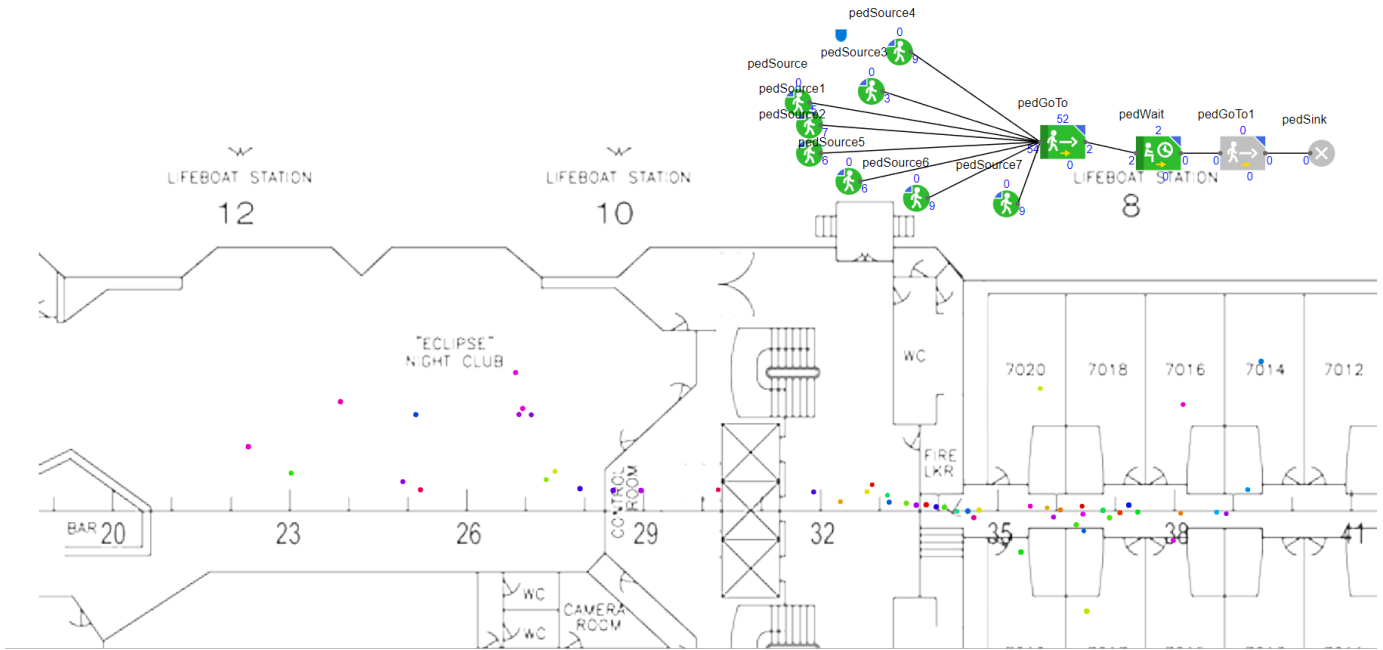 pedSource4
0
9
pedSource3
0
3
pedSource
0
5
pedSource1
7
pedSource2
6
pedSource5
0
6
pedSource6
0
9
pedSource7
0
9
pedGoTo
52
54
2
0
pedWait
2
2
0
0
pedGoTo1
0
0
0
0
pedSink
LIFEBOAT STATION
12
LIFEBOAT STATION
10
LIFEBOAT STATION
8
"ECLIPSE"
NIGHT CLUB
WC
7020
7018
7016
7014
7012
FIRE
LKR
CONTROL
ROOM
BAR
20
23
26
29
32
35
38
41
WC
WC
CAMERA
ROOM